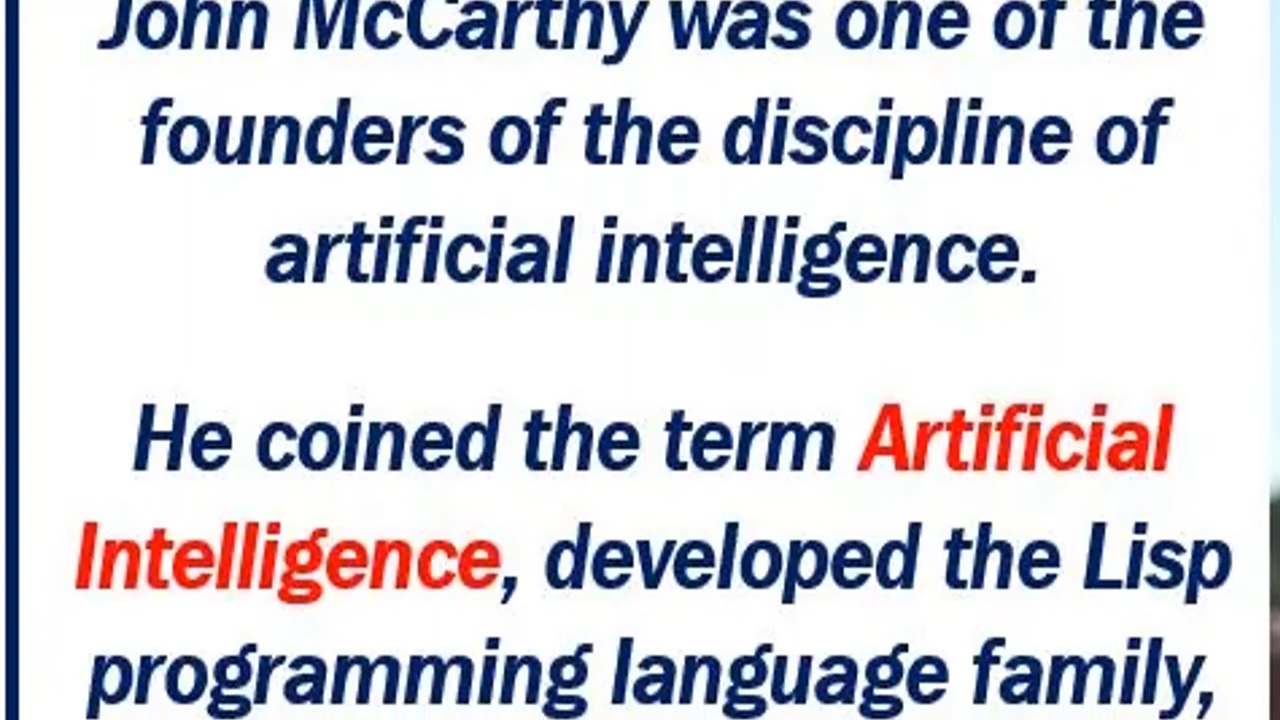 John McCarthy was one of the
founders of the discipline of
artificial intelligence.
He coined the term Artificial
Intelligence, developed the Lisp
programming language family,